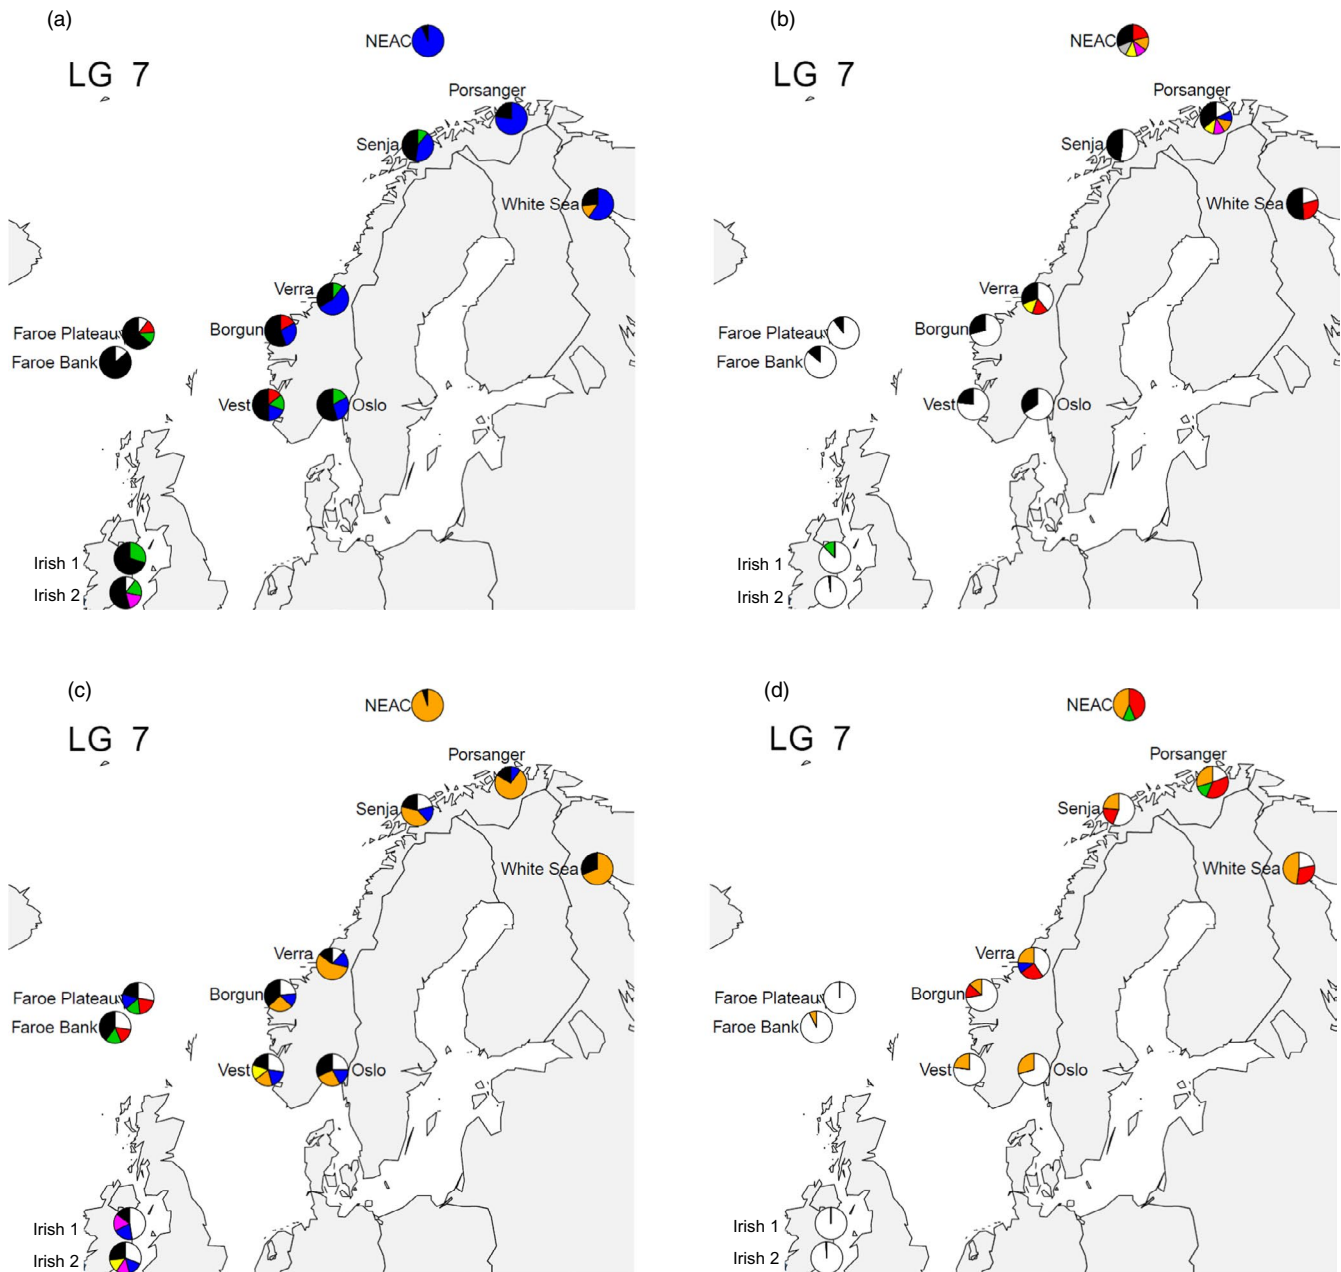 (a)
LG 7
NEAC
Porsanger
Senja
White Sea
Verra
Borgun
Faroe Plateau
Faroe Bank
Vest
Oslo
Irish 1
Irish 2
(b)
LG 7
NEAC
Porsanger
Senja
White Sea
Verra
Borgun
Faroe Plateau
Faroe Bank
Vest
Oslo
Irish 1
Irish 2
(c)
LG 7
NEAC
Porsanger
Senja
White Sea
Verra
Borgun
Faroe Plateau
Faroe Bank
Vest
Oslo
Irish 1
Irish 2
(d)
LG 7
NEAC
Porsanger
Senja
White Sea
Verra
Borgun
Faroe Plateau
Faroe Bank
Vest
Oslo
Irish 1
Irish 2